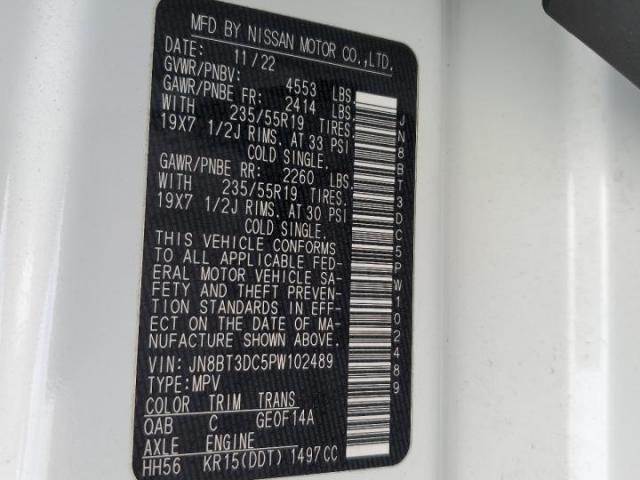 MFD BY NISSAN MOTOR CO.,LTD.
DATE: 11/22
GVWR/PNBV: 4553 LBS.
GAWR/PNBE FR: 2414 LBS.
WITH 235/55R19 TIRES.
19X7 1/2J RIMS. AT 33 PSI
COLD SINGLE.
GAWR/PNBE RR: 2260 LBS.
WITH 235/55R19 TIRES.
19X7 1/2J RIMS. AT 30 PSI
COLD SINGLE.
THIS VEHICLE CONFORMS
TO ALL APPLICABLE FED-
ERAL MOTOR VEHICLE SA-
FETY AND THEFT PREVEN-
TION STANDARDS IN EFF-
ECT ON THE DATE OF MA-
NUFACTURE SHOWN ABOVE.
VIN: JN8BT3DC5PW102489
TYPE:MPV
COLOR TRIM TRANS
QAB C GE0F14A
AXLE ENGINE
HH56 KR15(DDT) 1497CC
JN8BT3DC5PW102489